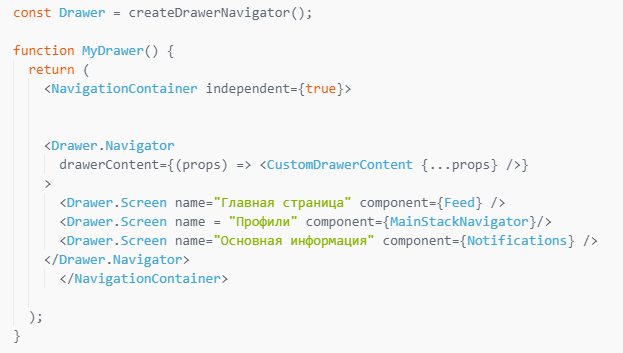 const Drawer = createDrawerNavigator();
function MyDrawer() {
return (
<NavigationContainer independent={true}>
<Drawer.Navigator
drawerContent={(props) => <CustomDrawerContent {...props} />}
>
<Drawer.Screen name="Главная страница" component={Feed} />
<Drawer.Screen name = "Профили" component={MainStackNavigator}/>
<Drawer.Screen name="Основная информация" component={Notifications} />
</Drawer.Navigator>
</NavigationContainer>
);
}